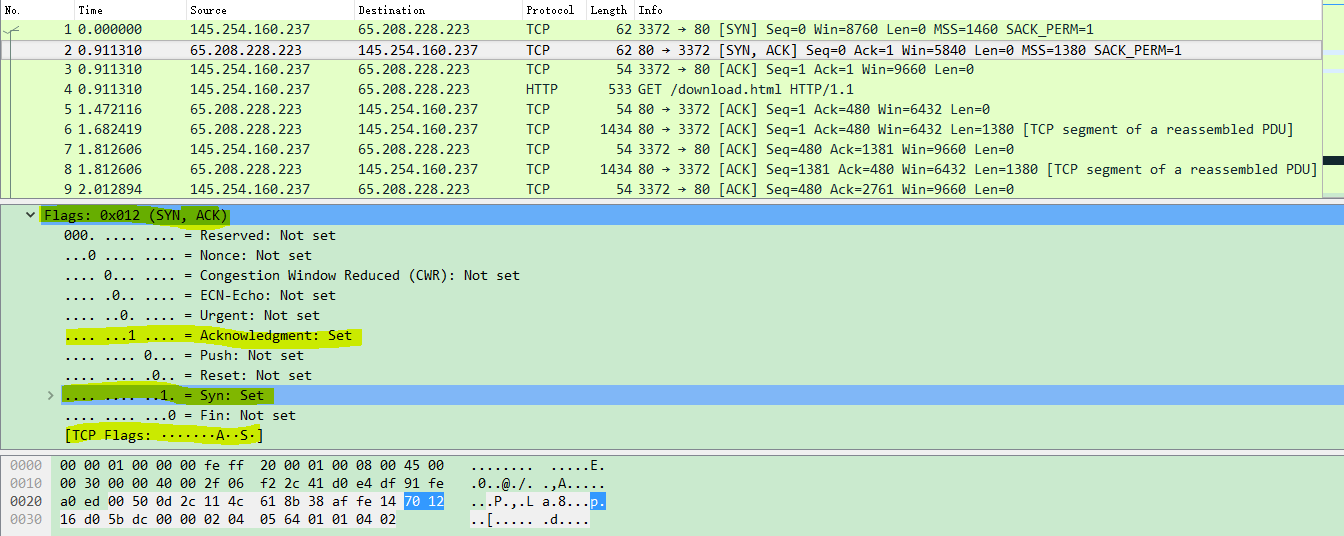 No. Time Source Destination Protocol Length Info
1 0.000000 145.254.160.237 65.208.228.223 TCP 62 3372 → 80 [SYN] Seq=0 Win=8760 Len=0 MSS=1460 SACK_PERM=1
2 0.911310 65.208.228.223 145.254.160.237 TCP 62 80 → 3372 [SYN, ACK] Seq=0 Ack=1 Win=5840 Len=0 MSS=1380 SACK_PERM=1
3 0.911310 145.254.160.237 65.208.228.223 TCP 54 3372 → 80 [ACK] Seq=1 Ack=1 Win=9660 Len=0
4 0.911310 145.254.160.237 65.208.228.223 HTTP 533 GET /download.html HTTP/1.1
5 1.472116 65.208.228.223 145.254.160.237 TCP 54 80 → 3372 [ACK] Seq=1 Ack=480 Win=6432 Len=0
6 1.682419 65.208.228.223 145.254.160.237 TCP 1434 80 → 3372 [ACK] Seq=1 Ack=480 Win=6432 Len=1380 [TCP segment of a reassembled PDU]
7 1.812606 145.254.160.237 65.208.228.223 TCP 54 3372 → 80 [ACK] Seq=480 Ack=1381 Win=9660 Len=0
8 1.812606 65.208.228.223 145.254.160.237 TCP 1434 80 → 3372 [ACK] Seq=1381 Ack=480 Win=6432 Len=1380 [TCP segment of a reassembled PDU]
9 2.012894 145.254.160.237 65.208.228.223 TCP 54 3372 → 80 [ACK] Seq=480 Ack=2761 Win=9660 Len=0
Flags: 0x012 (SYN, ACK)
000. .... .... = Reserved: Not set
...0 .... .... = Nonce: Not set
.... 0... .... = Congestion Window Reduced (CWR): Not set
.... .0.. .... = ECN-Echo: Not set
.... ..0. .... = Urgent: Not set
.... ...1 .... = Acknowledgment: Set
.... .... 0... = Push: Not set
.... .... .0.. = Reset: Not set
.... .... ..1. = Syn: Set
.... .... ...0 = Fin: Not set
[TCP Flags: ·······A··S·]
0000 00 00 01 00 00 00 fe ff 20 00 01 00 08 00 45 00 ........ .....E.
0010 00 30 00 00 40 00 2f 06 f2 2c 41 d0 e4 df 91 fe .0..@./. .,A.....
0020 a0 ed 00 50 0d 2c 11 4c 61 8b 38 af fe 14 70 12 ...P.,.L a.8...p.
0030 16 d0 5b dc 00 00 02 04 05 64 01 01 04 02 ..[..... .d....